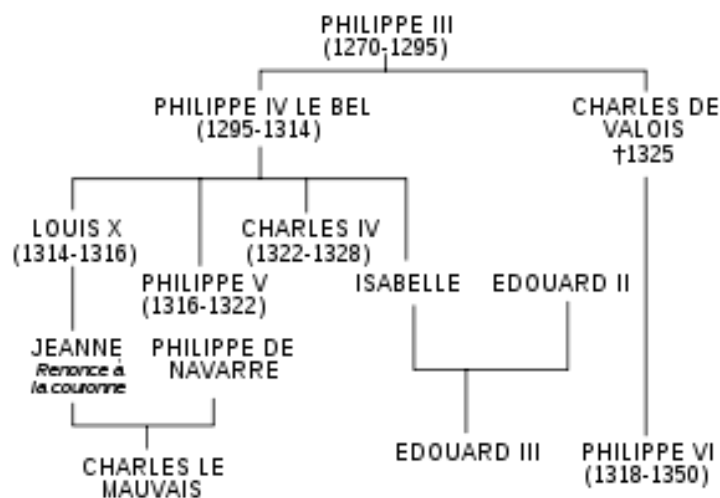 PHILIPPE III
(1270-1295)
PHILIPPE IV LE BEL
(1295-1314)
CHARLES DE
VALOIS
†1325
LOUIS X
(1314-1316)
CHARLES IV
(1322-1328)
PHILIPPE V
(1316-1322)
ISABELLE
EDOUARD II
JEANNE
Renonce à
la couronne
PHILIPPE DE
NAVARRE
EDOUARD III
PHILIPPE VI
(1318-1350)
CHARLES LE
MAUVAIS